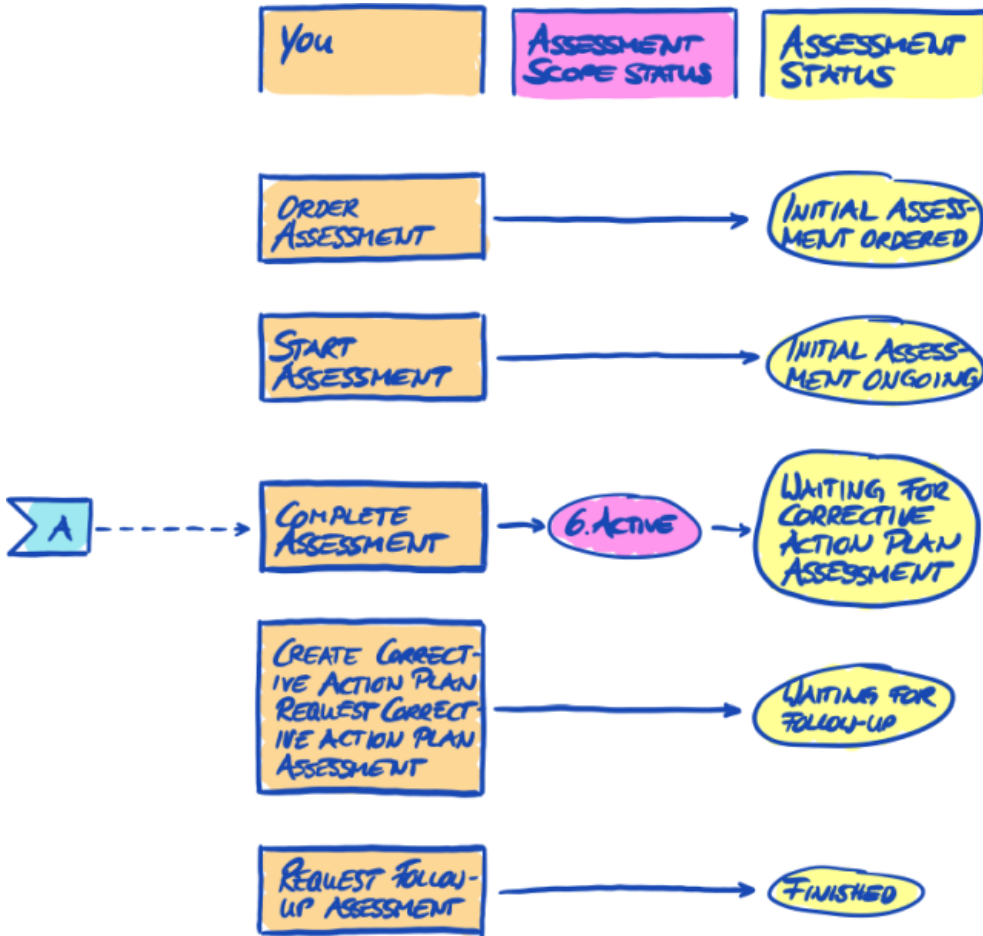 YOU
ASSESSMENT
SCOPE STATUS
ASSESSMENT
STATUS
ORDER
ASSESSMENT
INITIAL ASSESS-
MENT ORDERED
START
ASSESSMENT
INITIAL ASSESS-
MENT ONGOING
A
COMPLETE
ASSESSMENT
6. ACTIVE
WAITING FOR
CORRECTIVE
ACTION PLAN
ASSESSMENT
CREATE CORRECT-
IVE ACTION PLAN
REQUEST CORRECT-
IVE ACTION PLAN
ASSESSMENT
WAITING FOR
FOLLOW-UP
REQUEST FOLLOW-
UP ASSESSMENT
FINISHED